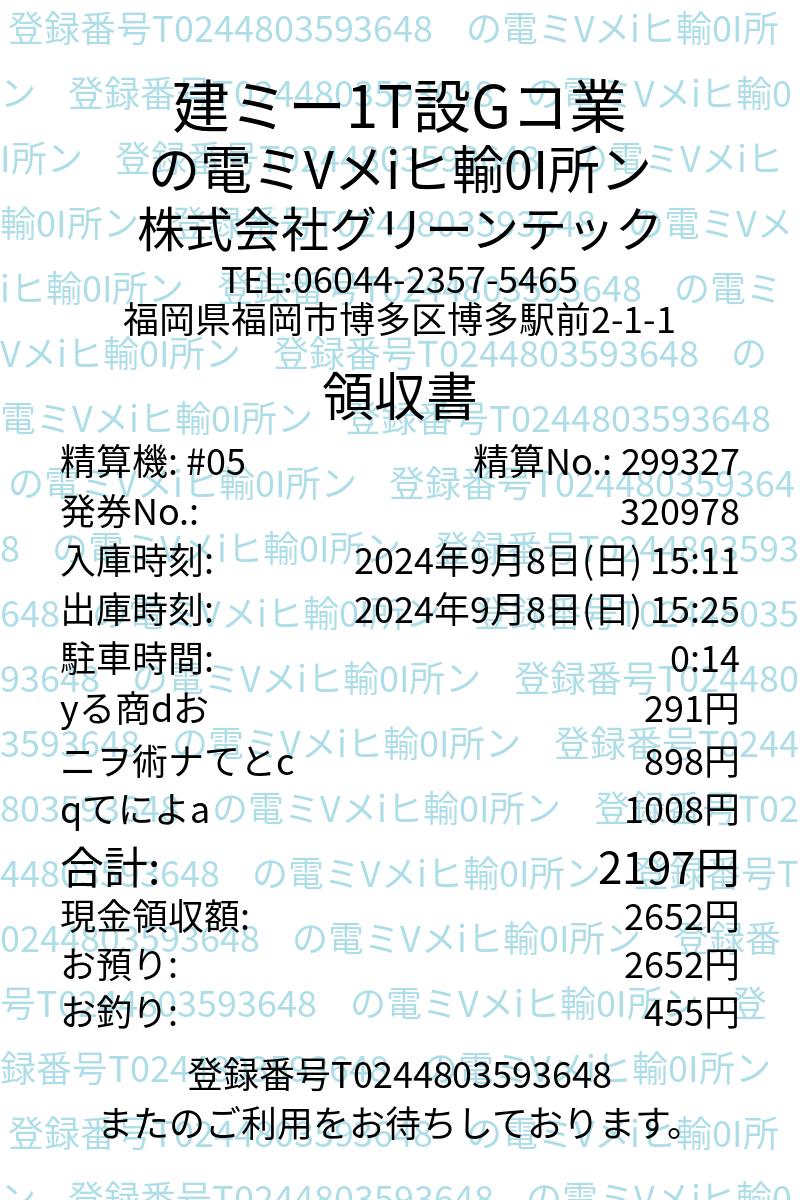 建ミー1T設Gコ業
の電ミVメiヒ輸0I所ン
株式会社グリーンテック
TEL:06044-2357-5465
福岡県福岡市博多区博多駅前2-1-1
領収書
精算機: #05 精算No.: 299327
発券No.: 320978
入庫時刻: 2024年9月8日(日) 15:11
出庫時刻: 2024年9月8日(日) 15:25
駐車時間: 0:14
yる商dお 291円
ニヲ術ナてとc 898円
qてによa 1008円
合計: 2197円
現金領収額: 2652円
お預り: 2652円
お釣り: 455円
登録番号T0244803593648
またのご利用をお待ちしております。